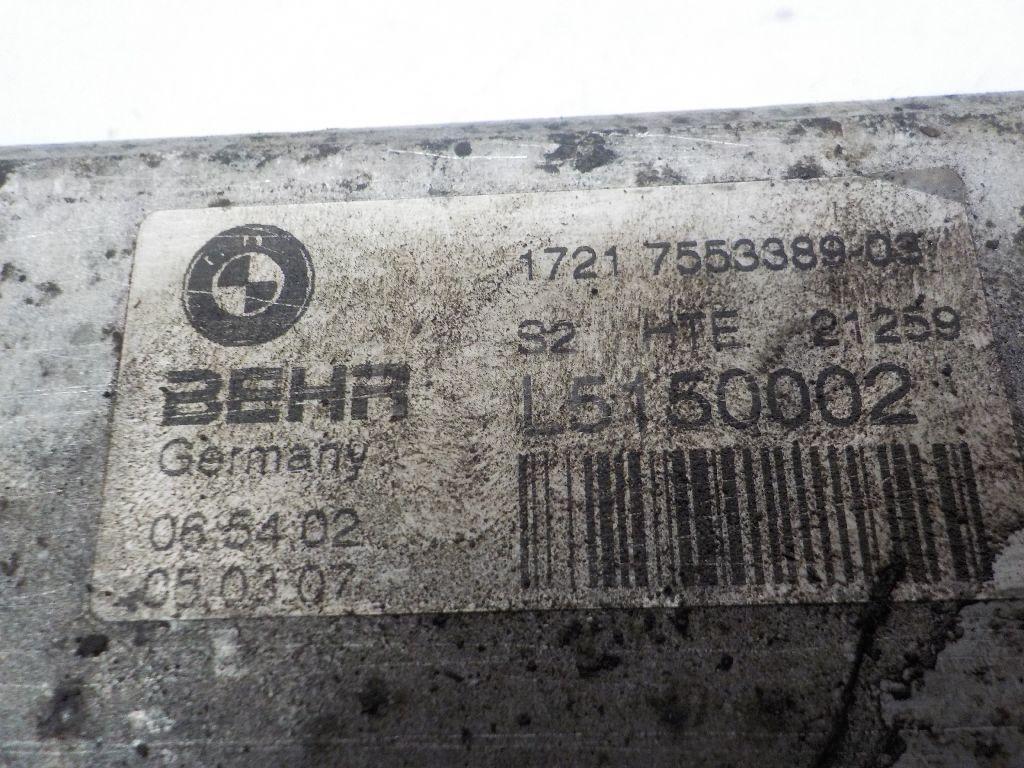 BEHR
Germany
06:54:02
05.03.07
1721 7553389-03
S2 HTE 21259
L5150002